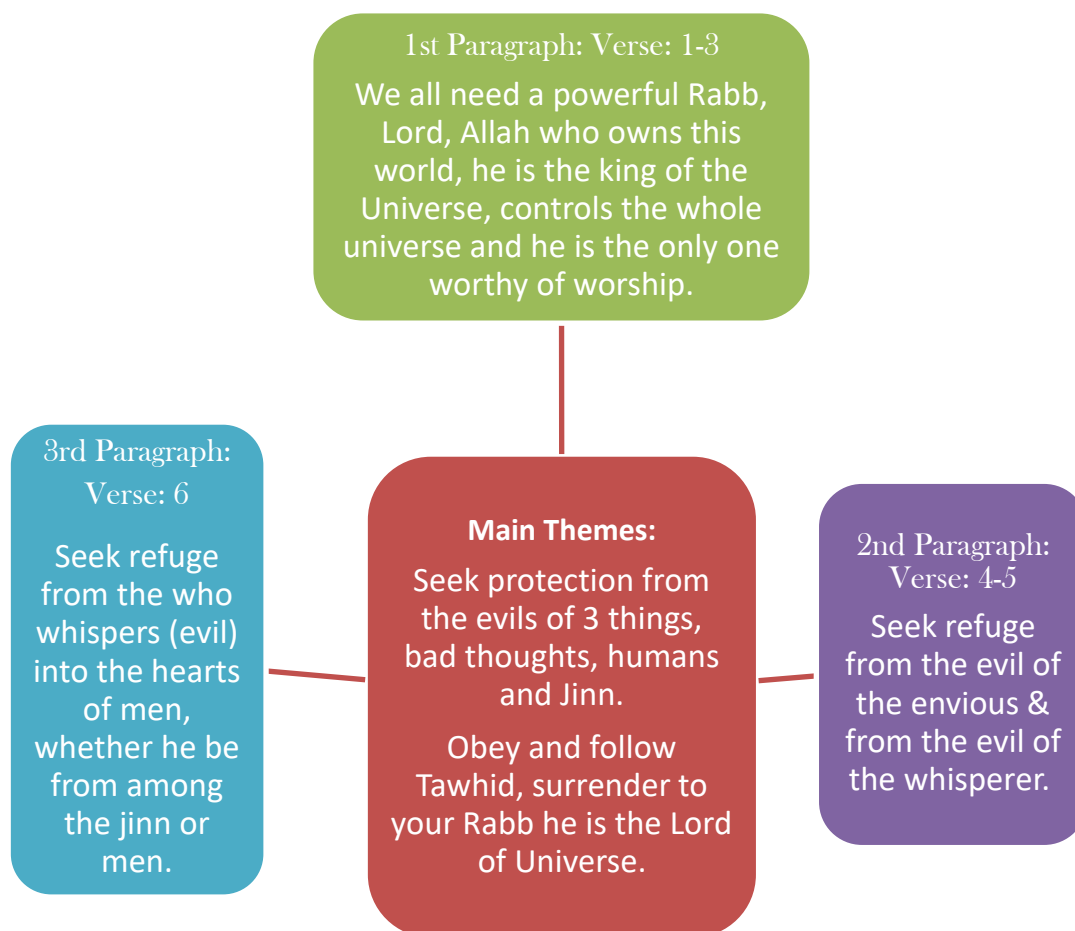 1st Paragraph: Verse: 1-3
We all need a powerful Rabb,
Lord, Allah who owns this
world, he is the king of the
Universe, controls the whole
universe and he is the only one
worthy of worship.
3rd Paragraph:
Verse: 6
Seek refuge
from the who
whispers (evil)
into the hearts
of men,
whether he be
from among
the jinn or
men.
Main Themes:
Seek protection from
the evils of 3 things,
bad thoughts, humans
and Jinn.
Obey and follow
Tawhid, surrender to
your Rabb he is the Lord
of Universe.
2nd Paragraph:
Verse: 4-5
Seek refuge
from the evil of
the envious &
from the evil of
the whisperer.